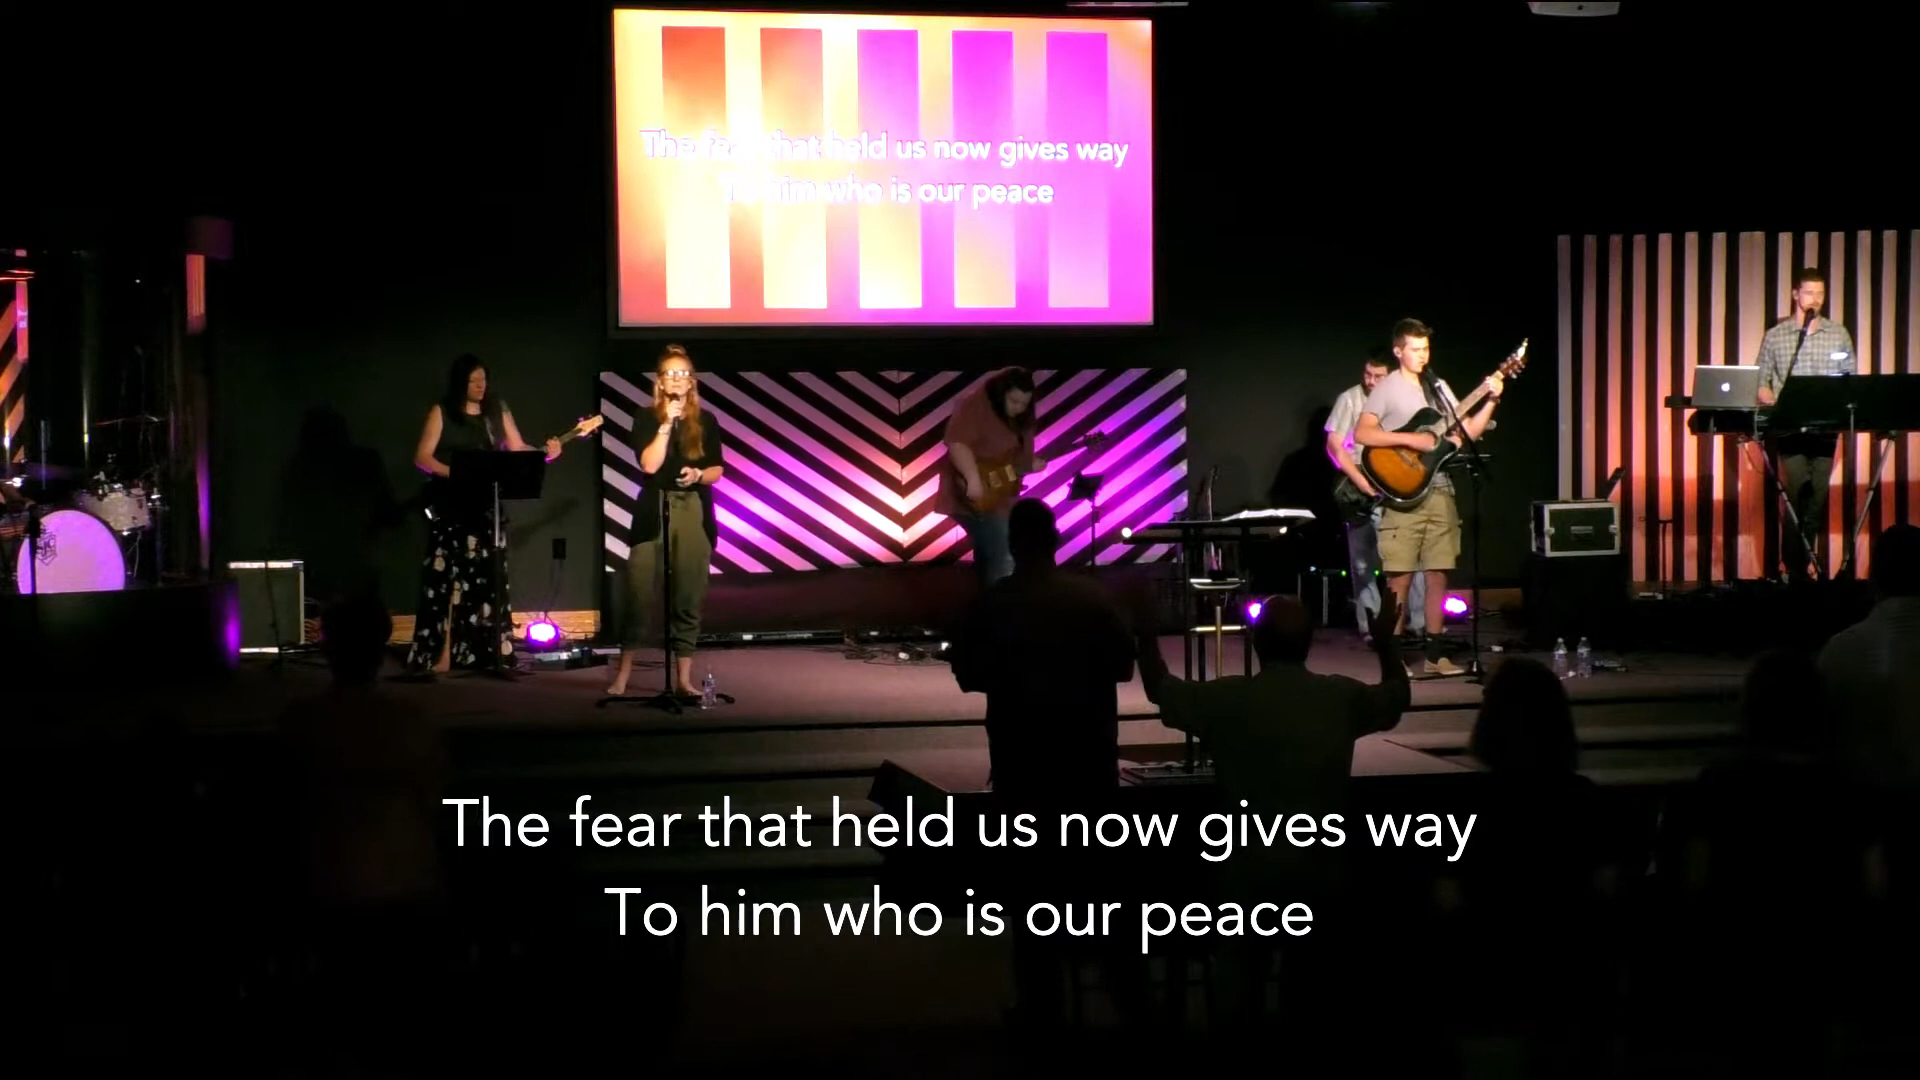 The fear that held us now gives way
To him who is our peace
The fear that held us now gives way
To him who is our peace